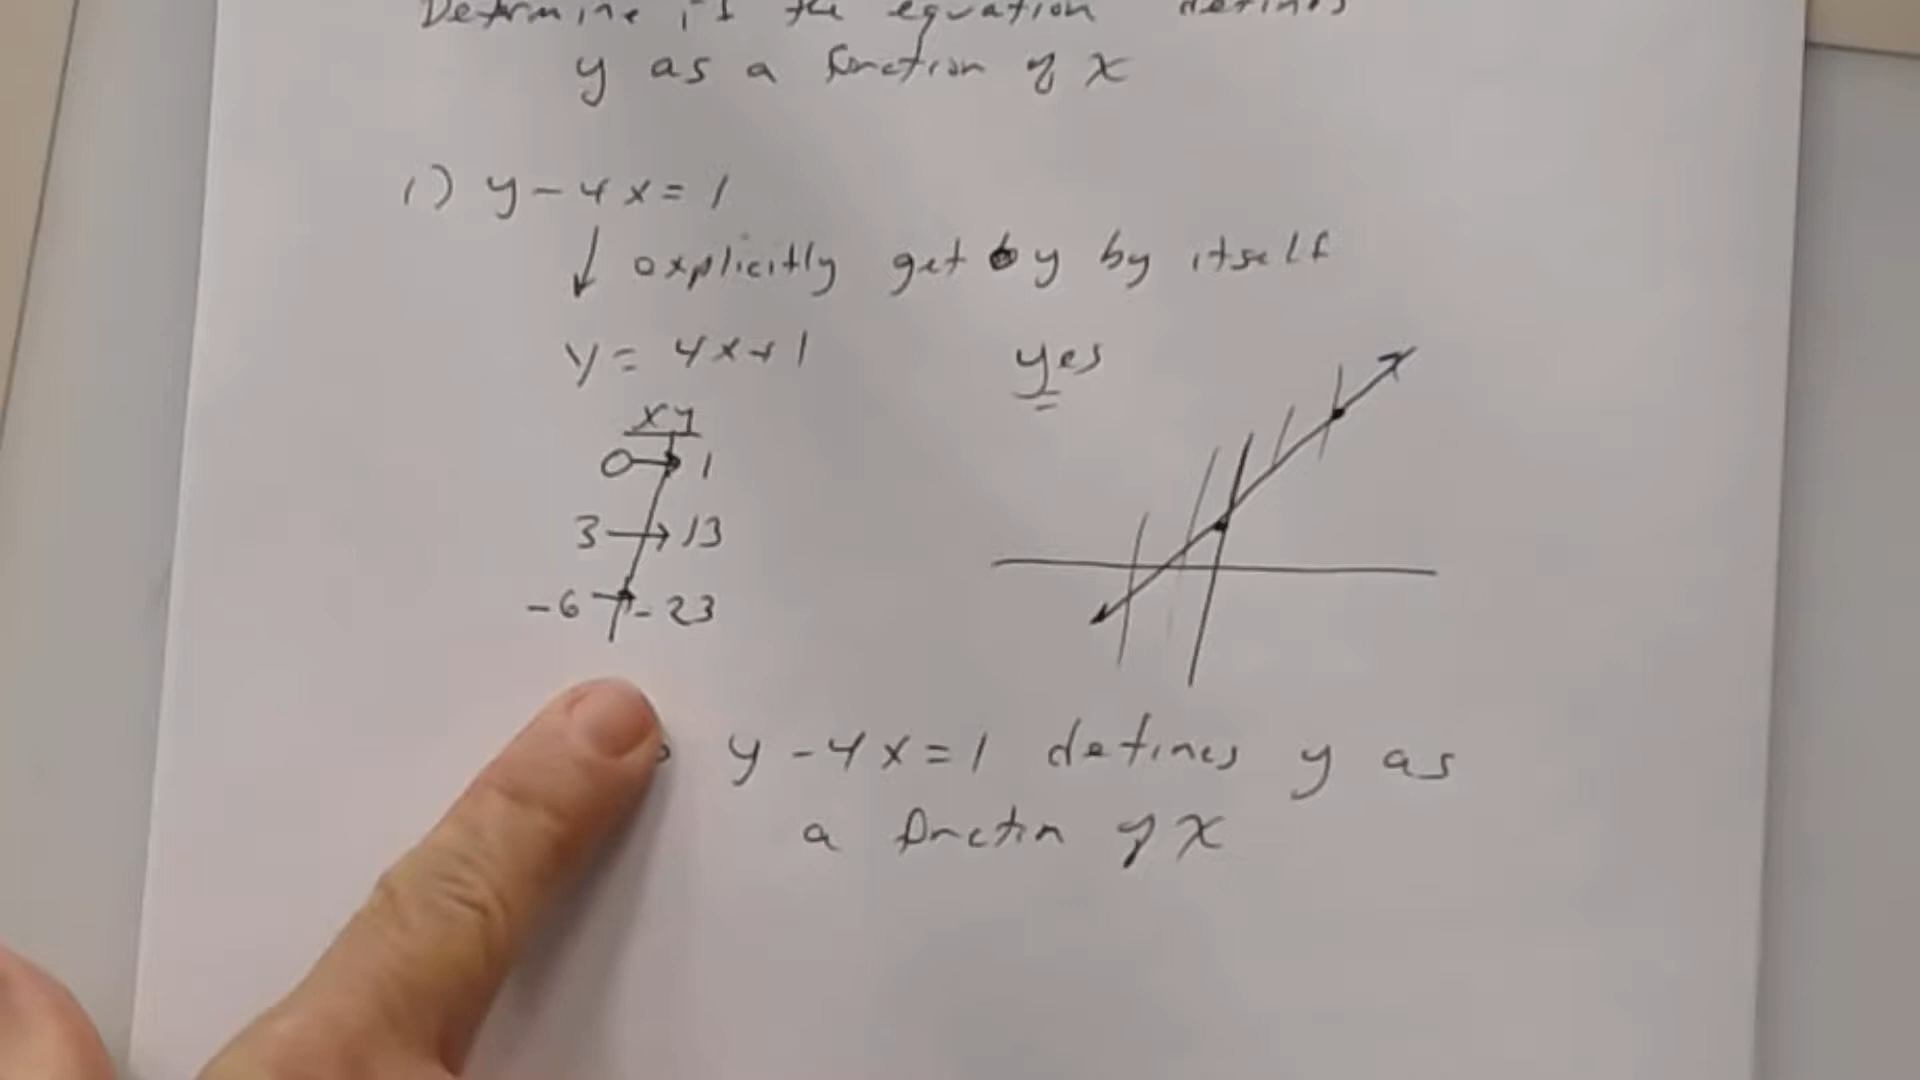 Determine if the equation defines
y as a function of x
1) y - 4x = 1
↓ explicitly get y by itself
y = 4x + 1
yes
x y
0 → 1
3 → 13
-6 → -23
y - 4x = 1 defines y as
a function of x